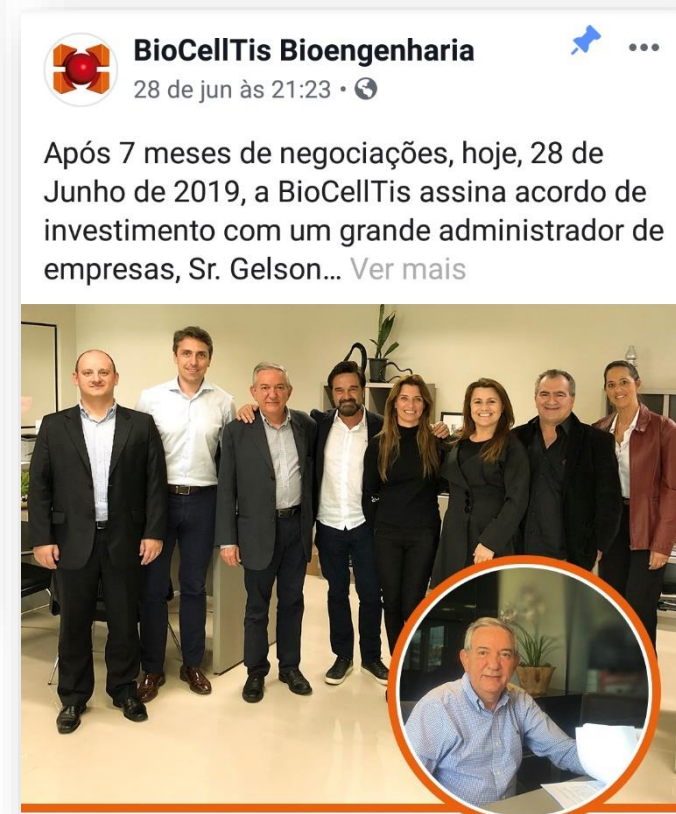 BioCellTis Bioengenharia
28 de jun às 21:23 •
Após 7 meses de negociações, hoje, 28 de
Junho de 2019, a BioCellTis assina acordo de
investimento com um grande administrador de
empresas, Sr. Gelson... Ver mais